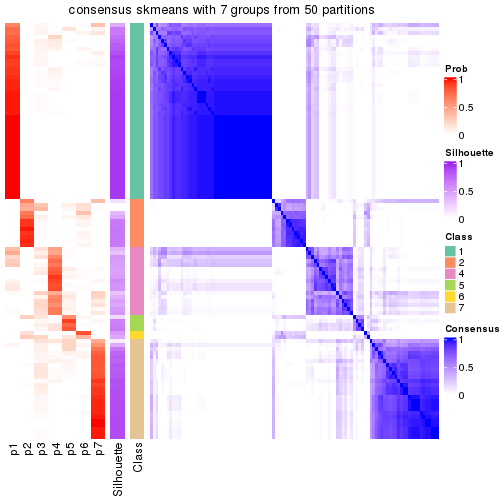 consensus skmeans with 7 groups from 50 partitions
Prob
1
0.5
0
Silhouette
1
0.5
0
Class
1
2
4
5
6
7
Consensus
1
0.5
0
p1
p2
p3
p4
p5
p6
p7
Silhouette
Class